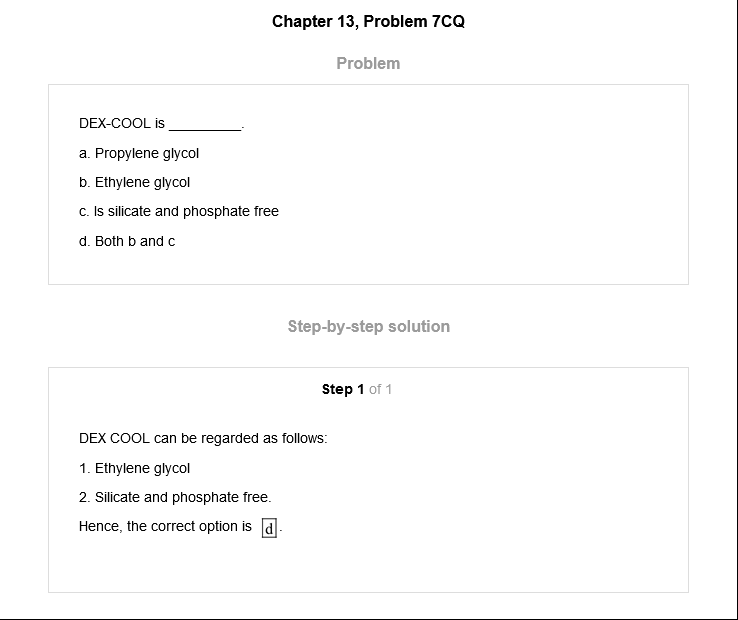 Chapter 13, Problem 7CQ
Problem
DEX-COOL is __________.
a. Propylene glycol
b. Ethylene glycol
c. Is silicate and phosphate free
d. Both b and c
Step-by-step solution
Step 1 of 1
DEX COOL can be regarded as follows:
1. Ethylene glycol
2. Silicate and phosphate free.
Hence, the correct option is d.